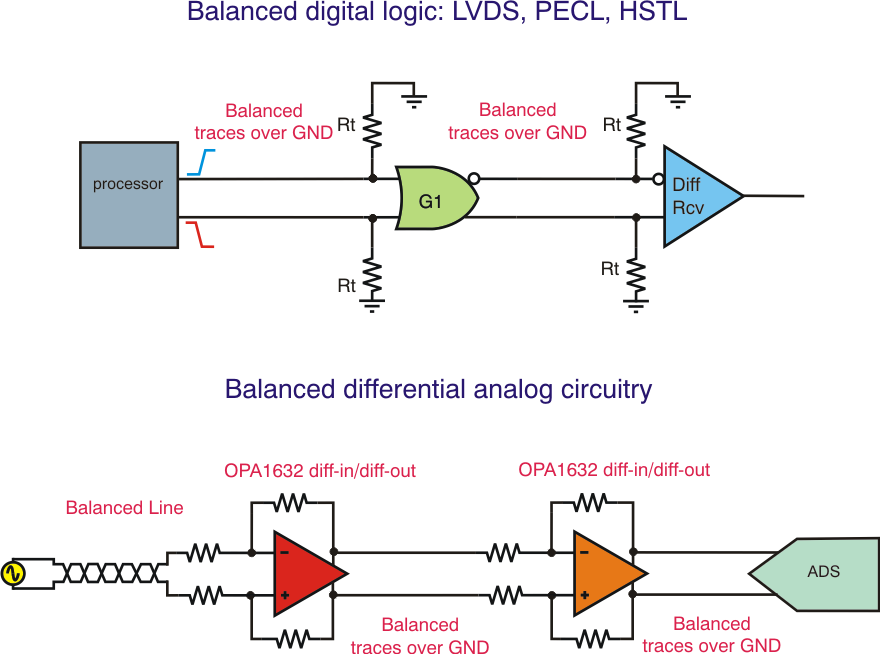 Balanced digital logic: LVDS, PECL, HSTL
Balanced
traces over GND
Rt
Balanced
traces over GND
Rt
processor
G1
Diff
Rcv
Rt
Rt
Balanced differential analog circuitry
OPA1632 diff-in/diff-out
OPA1632 diff-in/diff-out
Balanced Line
−
+
−
+
ADS
Balanced
traces over GND
Balanced
traces over GND